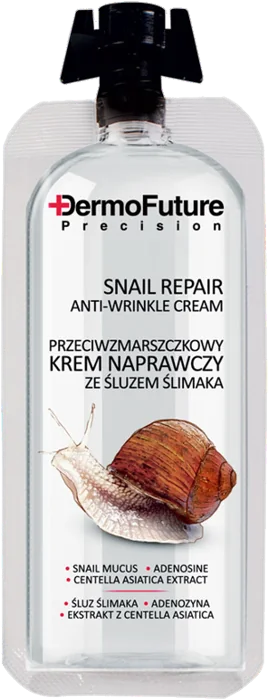 DermoFuture
Precision
SNAIL REPAIR
ANTI-WRINKLE CREAM
PRZECIWZMARSZCZKOWY
KREM NAPRAWCZY
ZE ŚLUZEM ŚLIMAKA
• SNAIL MUCUS • ADENOSINE
• CENTELLA ASIATICA EXTRACT
• ŚLUZ ŚLIMAKA • ADENOZYNA
• EKSTRAKT Z CENTELLA ASIATICA